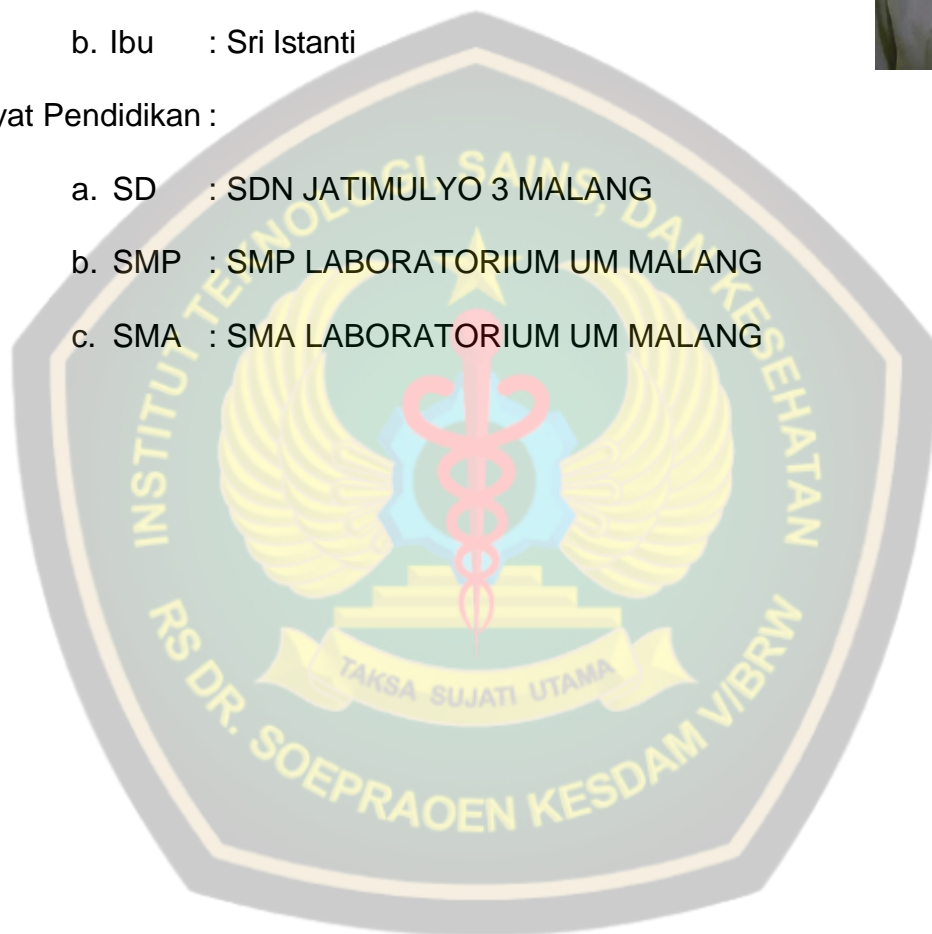 b. Ibu : Sri Istanti
yat Pendidikan :
a. SD : SDN JATIMULYO 3 MALANG
b. SMP : SMP LABORATORIUM UM MALANG
c. SMA : SMA LABORATORIUM UM MALANG
INSTITUT TEKNOLOGI, SAINS, DAN KESEHATAN
TAKSA SUJATI UTAMA
RS DR. SOEPRAOEN KESDAM V/BRW